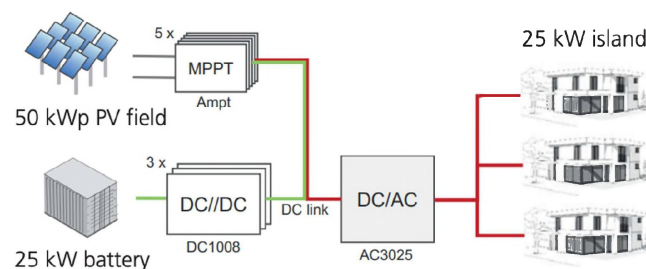 5 x
MPPT
Ampt
50 kWp PV field
25 kW island
3 x
DC//DC
DC link
DC1008
25 kW battery
DC/AC
AC3025